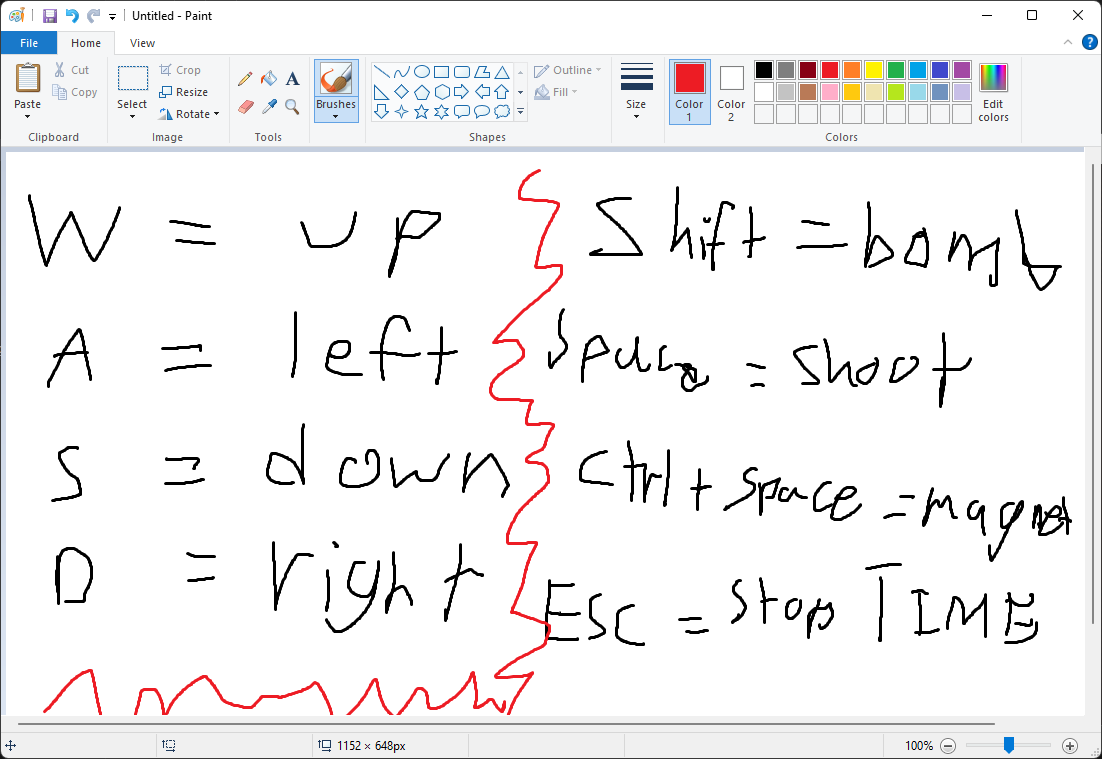 Untitled - Paint
File Home View
Paste Cut Copy Clipboard
Select Crop Resize Rotate Image
Tools
Brushes
Outline Fill Shapes
Size
Color 1 Color 2 Edit colors Colors
W = up
A = left
S = down
D = right
Shift = bomb
Space = shoot
Ctrl + space = magnet
ESC = stop TIME
1152 × 648px 100%